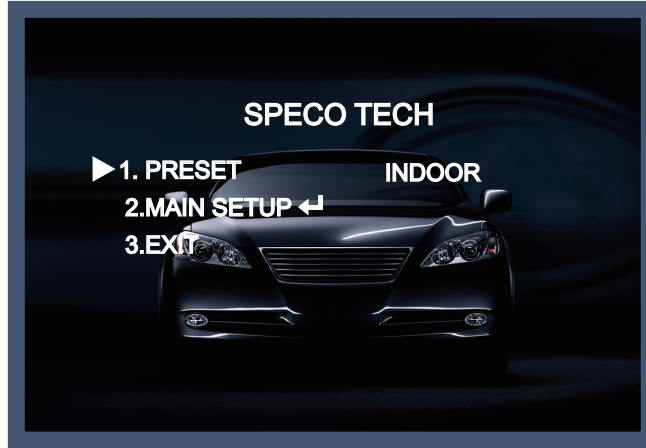 SPECO TECH
▶1. PRESET INDOOR
2.MAIN SETUP ↵
3.EXIT